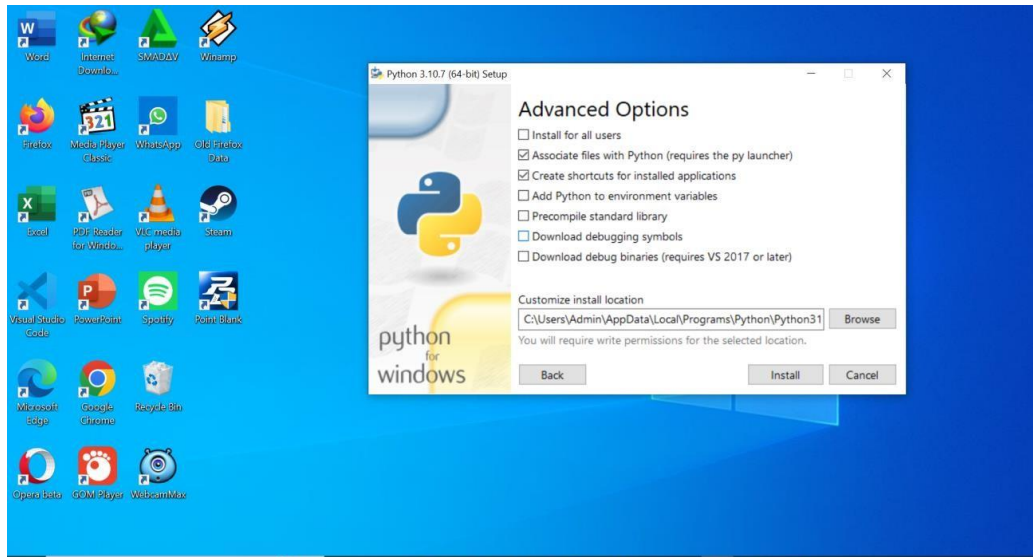 Word
Internet
Downlo...
SMADΔV
Winamp
Firefox
321
Media Player
Classic
WhatsApp
Old Firefox
Data
Excel
PDF
PDF Reader
for Windo...
VLC media
player
Steam
Visual Studio
Code
PowerPoint
Spotify
Point Blank
Microsoft
Edge
Google
Chrome
Recycle Bin
Opera beta
GOM Player
WebcamMax
Python 3.10.7 (64-bit) Setup
Advanced Options
Install for all users
Associate files with Python (requires the py launcher)
Create shortcuts for installed applications
Add Python to environment variables
Precompile standard library
Download debugging symbols
Download debug binaries (requires VS 2017 or later)
Customize install location
C:\Users\Admin\AppData\Local\Programs\Python\Python31
Browse
You will require write permissions for the selected location.
python
for
windows
Back
Install
Cancel